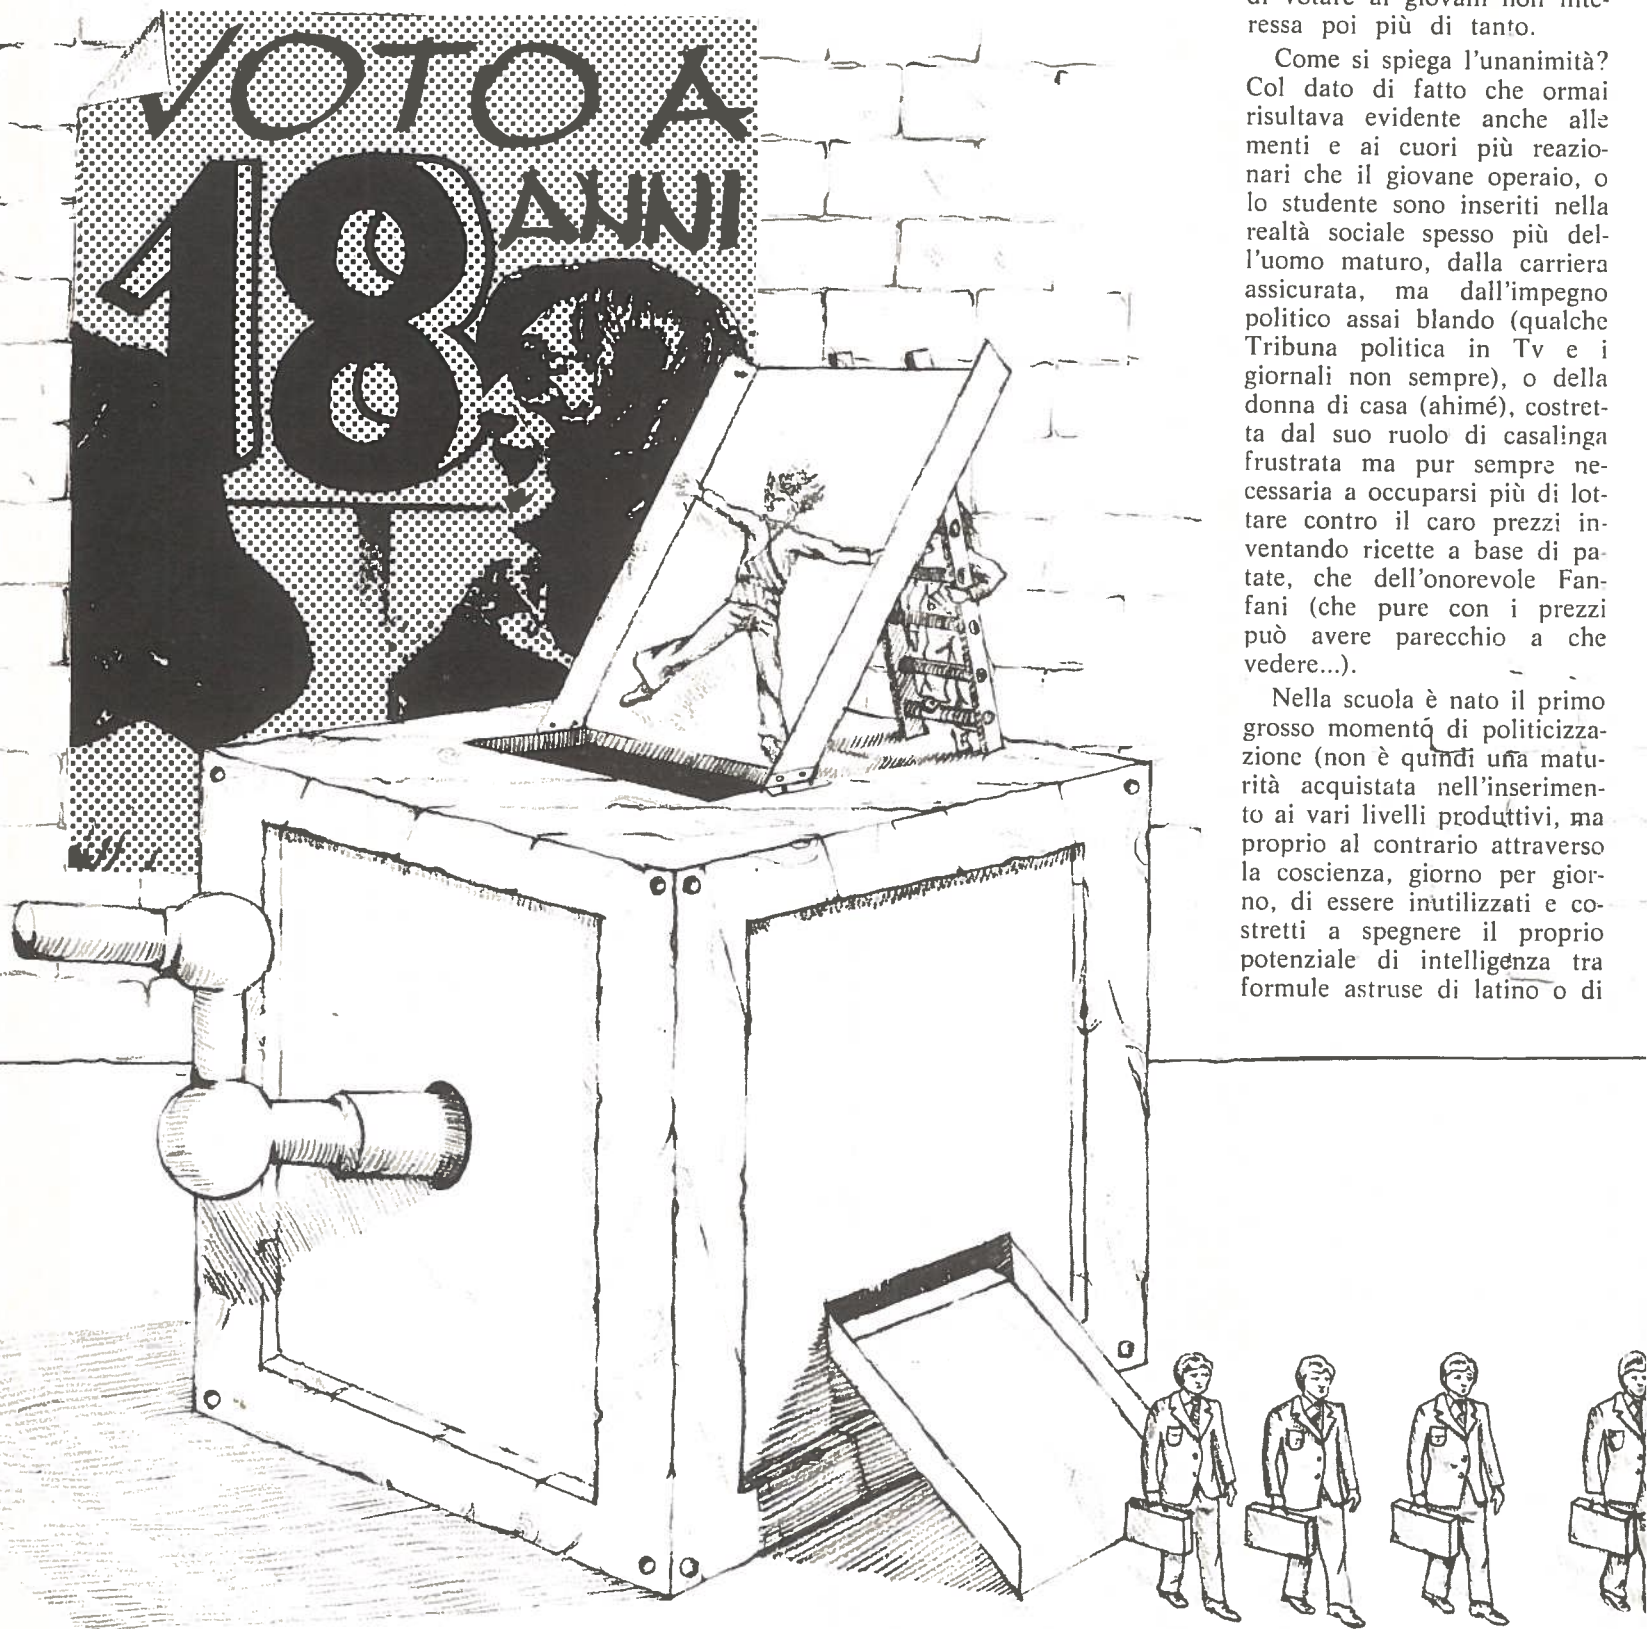 VOTO A
18 ANNI
ressa poi più di tanto.
Come si spiega l'unanimità?
Col dato di fatto che ormai
risultava evidente anche alle
menti e ai cuori più reazio-
nari che il giovane operaio, o
lo studente sono inseriti nella
realtà sociale spesso più del-
l'uomo maturo, dalla carriera
assicurata, ma dall'impegno
politico assai blando (qualche
Tribuna politica in Tv e i
giornali non sempre), o della
donna di casa (ahimé), costret-
ta dal suo ruolo di casalinga
frustrata ma pur sempre ne-
cessaria a occuparsi più di lot-
tare contro il caro prezzi in-
ventando ricette a base di pa-
tate, che dell'onorevole Fan-
fani (che pure con i prezzi
può avere parecchio a che
vedere...).
Nella scuola è nato il primo
grosso momento di politicizza-
zione (non è quindi una matu-
rità acquistata nell'inserimen-
to ai vari livelli produttivi, ma
proprio al contrario attraverso
la coscienza, giorno per gior-
no, di essere inutilizzati e co-
stretti a spegnere il proprio
potenziale di intelligenza tra
formule astruse di latino o di